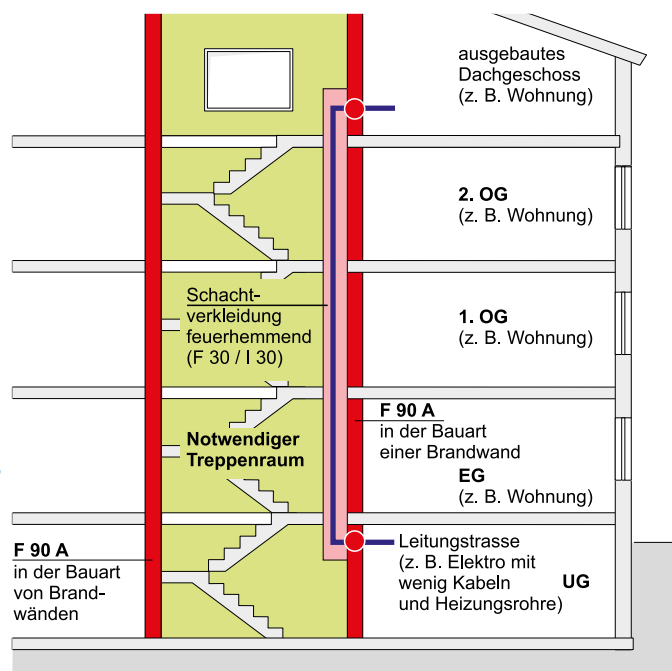 ausgebautes
Dachgeschoss
(z. B. Wohnung)
2. OG
(z. B. Wohnung)
Schacht-
verkleidung
feuerhemmend
(F 30 / I 30)
1. OG
(z. B. Wohnung)
F 90 A
in der Bauart
einer Brandwand
Notwendiger
Treppenraum
EG
(z. B. Wohnung)
F 90 A
in der Bauart
von Brand-
wänden
Leitungstrasse
(z. B. Elektro mit
wenig Kabeln
und Heizungsrohre)
UG